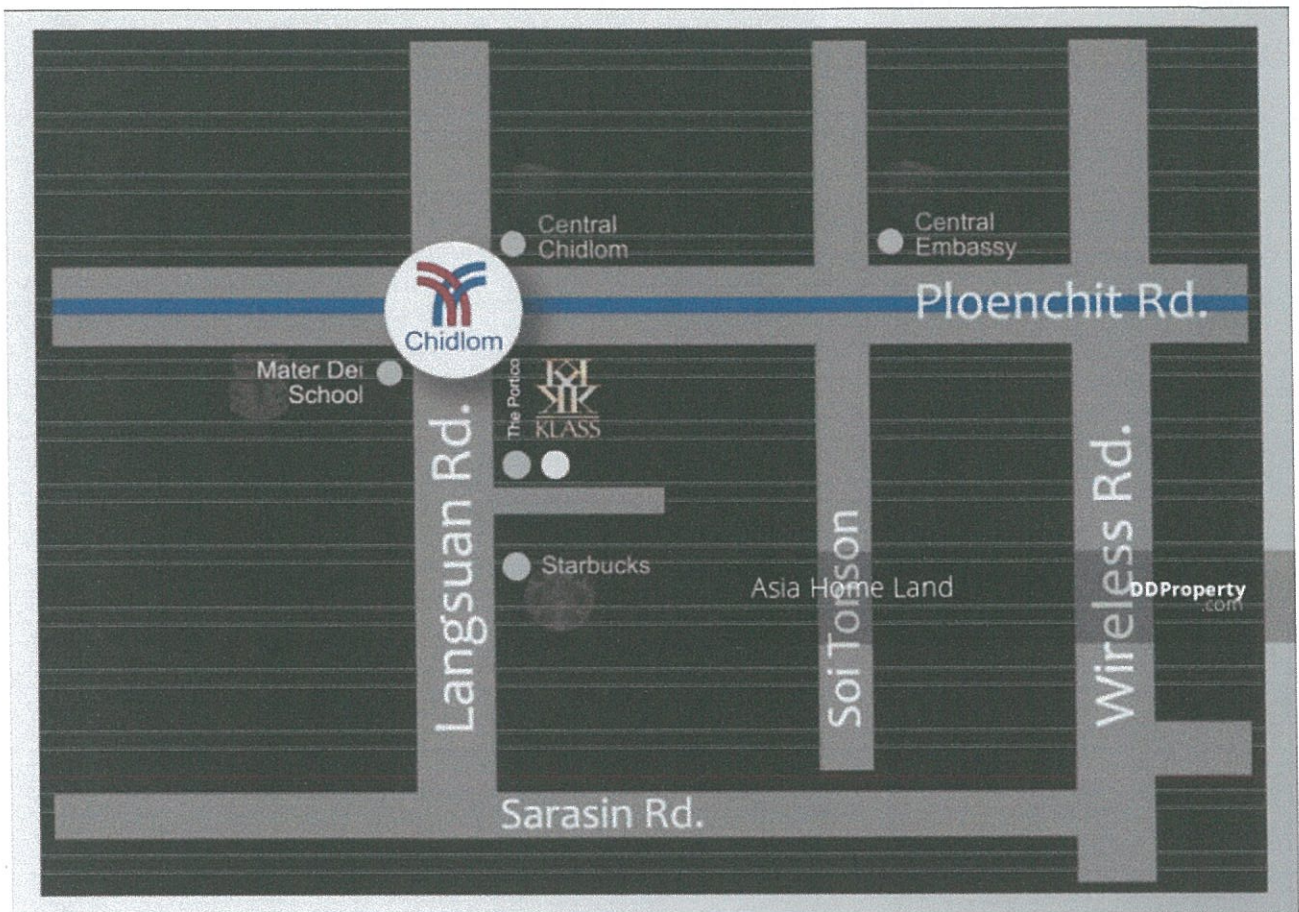 Central
Chidlom
Central
Embassy
Ploenchit Rd.
Chidlom
Mater Dei
School
The Portico
KLASS
Langsuan Rd.
Starbucks
Soi Tonson
Asia Home Land
Wireless Rd.
DDProperty
.com
Sarasin Rd.